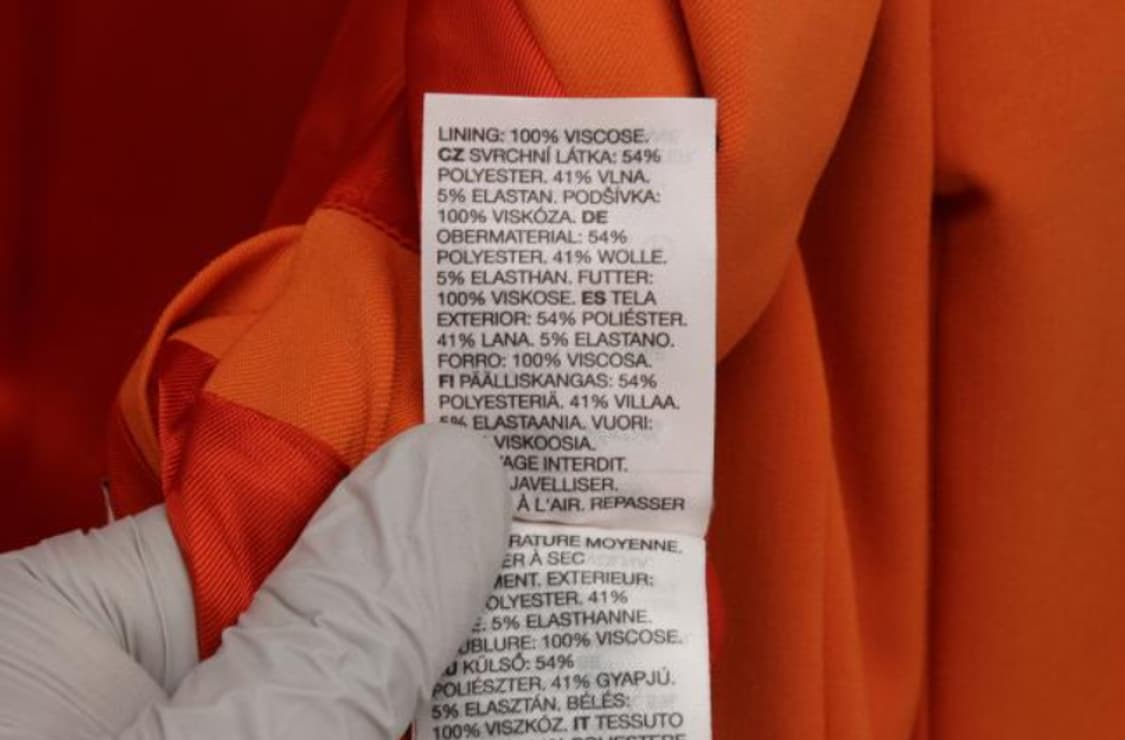 LINING: 100% VISCOSE.
CZ SVRCHNÍ LÁTKA: 54%
POLYESTER. 41% VLNA.
5% ELASTAN. PODŠÍVKA:
100% VISKÓZA. DE
OBERMATERIAL: 54%
POLYESTER. 41% WOLLE.
5% ELASTHAN. FUTTER:
100% VISKOSE. ES TELA
EXTERIOR: 54% POLIÉSTER.
41% LANA. 5% ELASTANO.
FORRO: 100% VISCOSA.
FI PÄÄLLISKANGAS: 54%
POLYESTERIÄ. 41% VILLAA.
5% ELASTAANIA. VUORI:
VISKOOSIA.
INTERDIT.
JAVELLISER.
À L'AIR. REPASSER
MOYENNE.
À SEC
EXTERIEUR:
POLYESTER. 41%
5% ELASTHANNE.
100% VISCOSE.
KÜLSŐ: 54%
POLIÉSZTER. 41% GYAPJÚ.
5% ELASZTÁN. BÉLÉS:
100% VISZKÓZ. IT TESSUTO